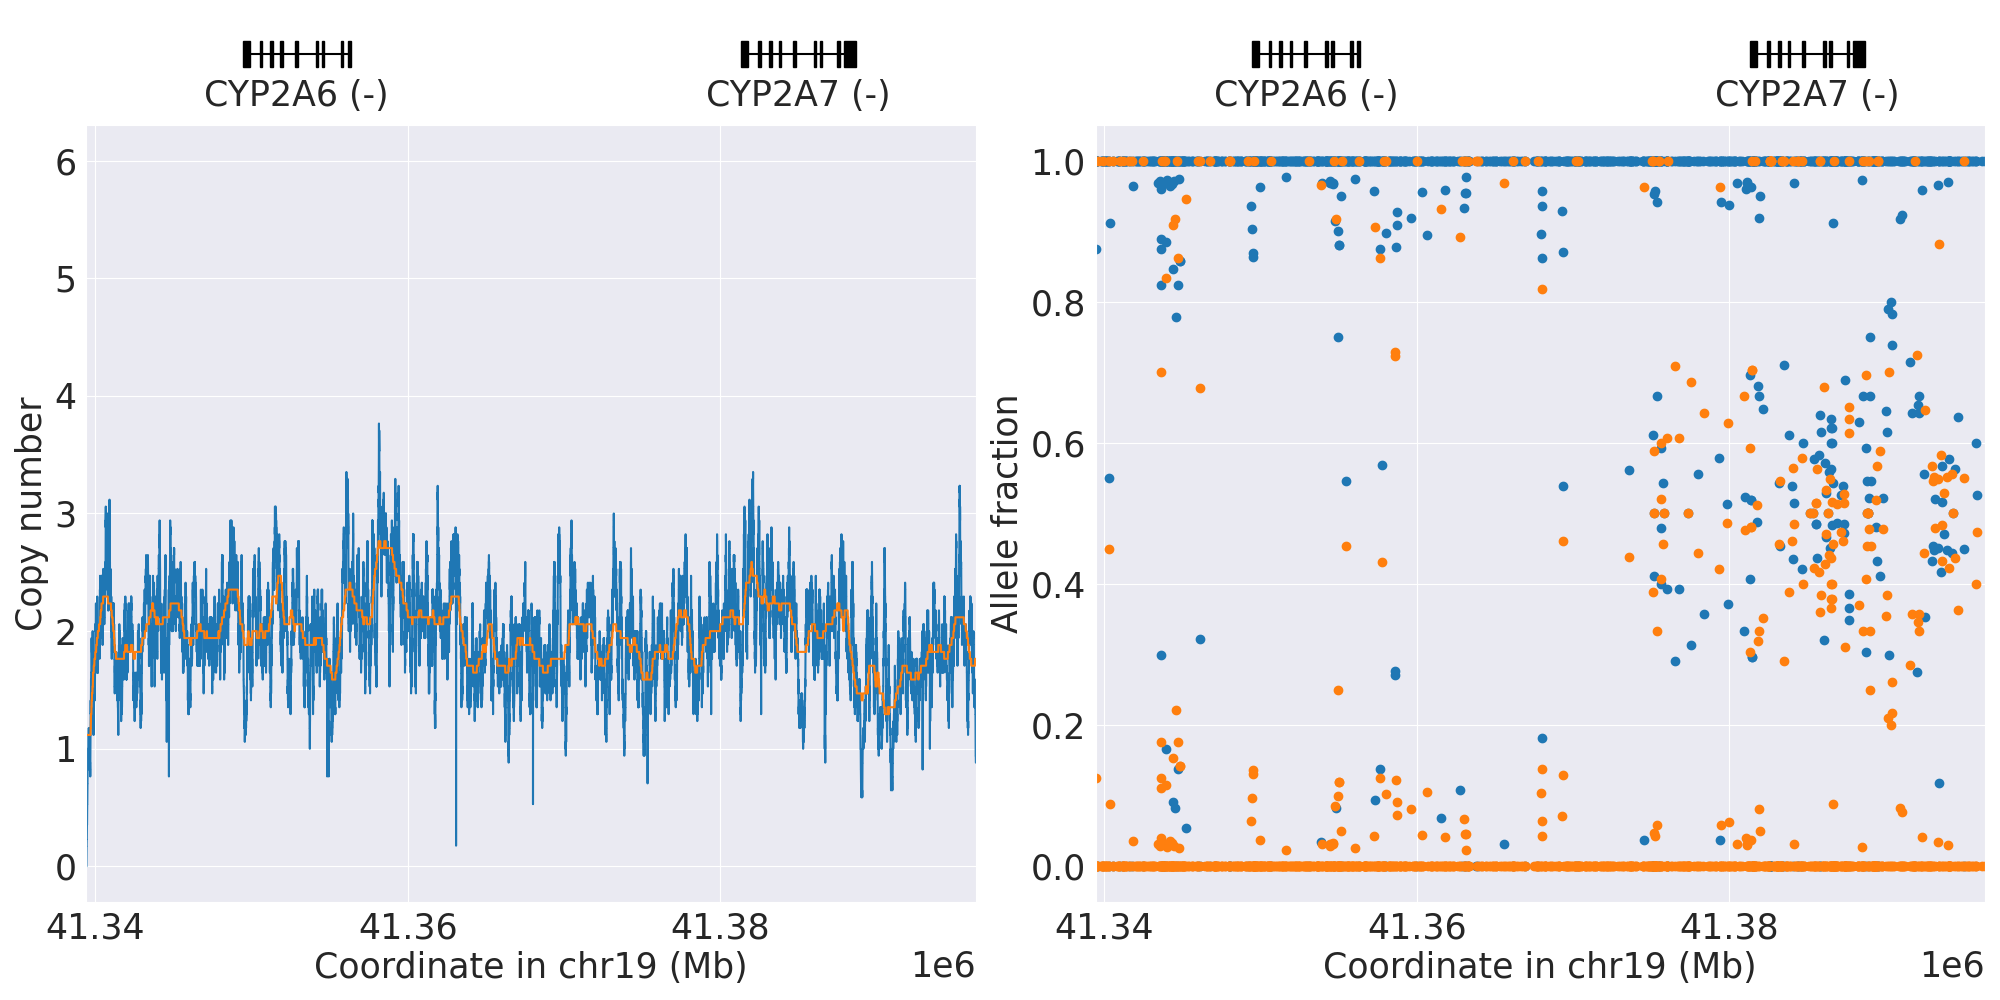 CYP2A6 (-) CYP2A7 (-)
6
5
4
3
2
1
0
Copy number
41.34 41.36 41.38
Coordinate in chr19 (Mb)
1e6
CYP2A6 (-) CYP2A7 (-)
1.0
0.8
0.6
0.4
0.2
0.0
Allele fraction
41.34 41.36 41.38
Coordinate in chr19 (Mb)
1e6